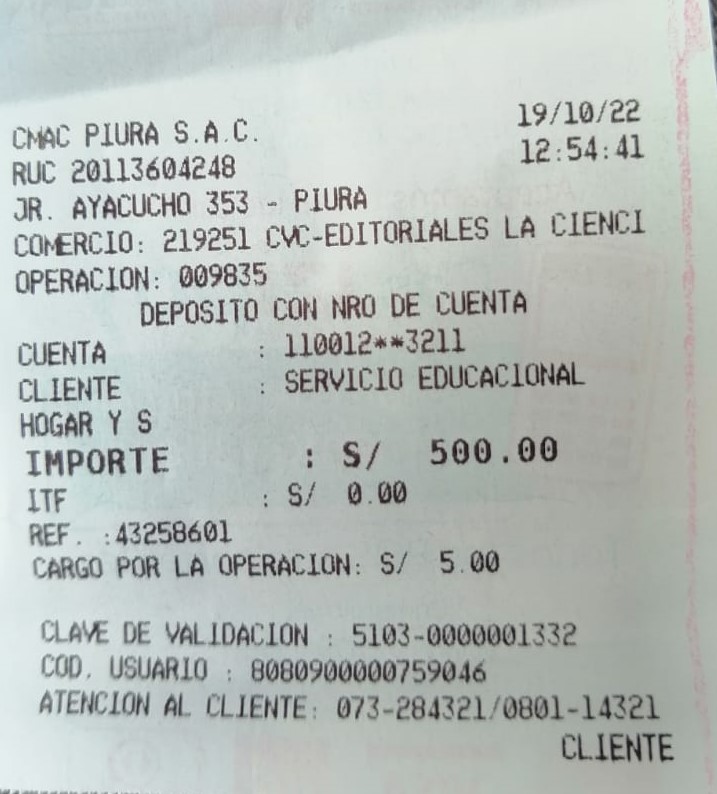 CMAC PIURA S.A.C. 19/10/22
RUC 20113604248 12:54:41
JR. AYACUCHO 353 - PIURA
COMERCIO: 219251 CVC-EDITORIALES LA CIENCI
OPERACION: 009835
DEPOSITO CON NRO DE CUENTA
CUENTA : 110012**3211
CLIENTE : SERVICIO EDUCACIONAL
HOGAR Y S
IMPORTE : S/ 500.00
ITF : S/ 0.00
REF. :43258601
CARGO POR LA OPERACION: S/ 5.00
CLAVE DE VALIDACION : 5103-0000001332
COD. USUARIO : 8080900000759046
ATENCION AL CLIENTE: 073-284321/0801-14321
CLIENTE